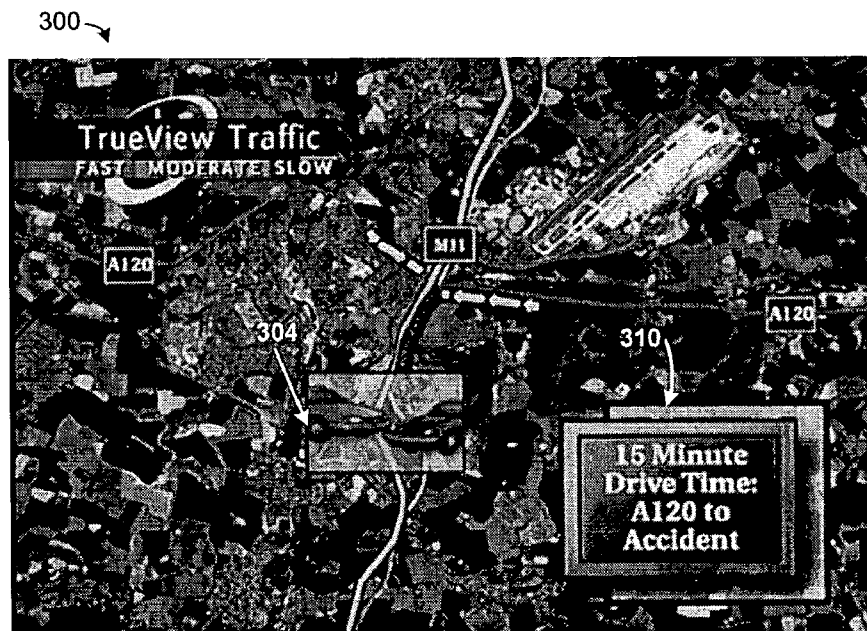 300
TrueView Traffic
FAST MODERATE SLOW
M11
A120
A120
304
310
15 Minute
Drive Time:
A120 to
Accident